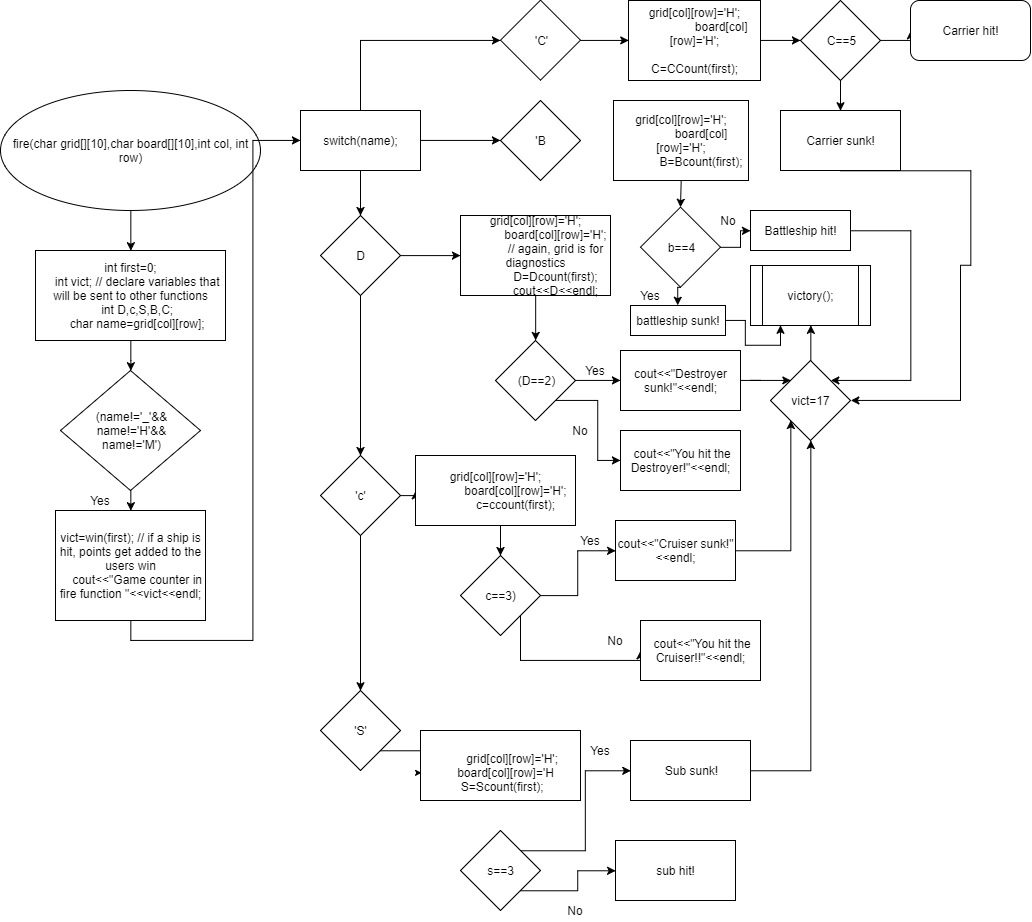 fire(char grid[][10],char board[][10],int col, int
row)
int first=0;
int vict; // declare variables that
will be sent to other functions
int D,c,S,B,C;
char name=grid[col][row];
(name!='_'&&
name!='H'&&
name!='M')
Yes
vict=win(first); // if a ship is
hit, points get added to the
users win
cout<<"Game counter in
fire function "<<vict<<endl;
switch(name);
'C'
grid[col][row]='H';
board[col]
[row]='H';
C=CCount(first);
C==5
Carrier hit!
Carrier sunk!
'B
grid[col][row]='H';
board[col]
[row]='H';
B=Bcount(first);
b==4
No
Battleship hit!
Yes
battleship sunk!
victory();
D
grid[col][row]='H';
board[col][row]='H';
// again, grid is for
diagnostics
D=Dcount(first);
cout<<D<<endl;
(D==2)
Yes
cout<<"Destroyer
sunk!"<<endl;
No
cout<<"You hit the
Destroyer!"<<endl;
vict=17
'c'
grid[col][row]='H';
board[col][row]='H';
c=ccount(first);
c==3)
Yes
cout<<"Cruiser sunk!"
<<endl;
No
cout<<"You hit the
Cruiser!!"<<endl;
'S'
grid[col][row]='H';
board[col][row]='H
S=Scount(first);
Yes
Sub sunk!
s==3
No
sub hit!